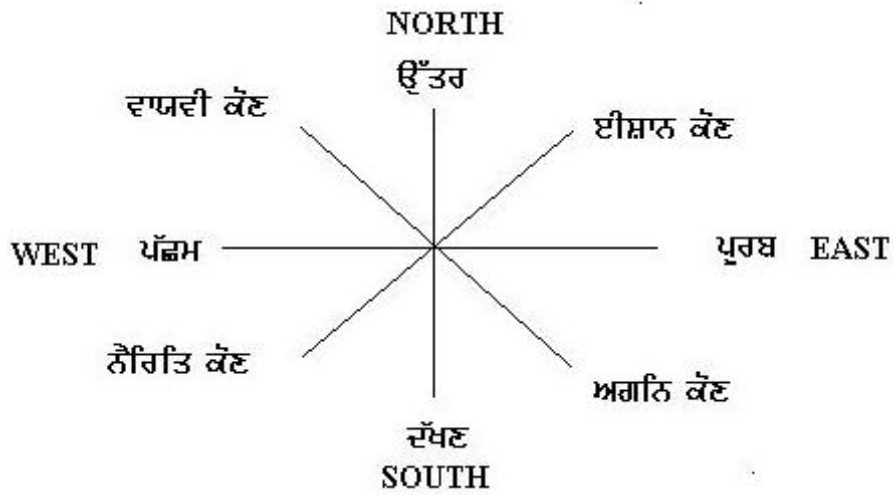 NORTH
ਉੱਤਰ
ਵਾਯਵੀ ਕੋਣ
ਈਸ਼ਾਨ ਕੋਣ
WEST ਪੱਛਮ
ਪੂਰਬ EAST
ਨੈਰਿਤਿ ਕੋਣ
ਅਗਨਿ ਕੋਣ
ਦੱਖਣ
SOUTH